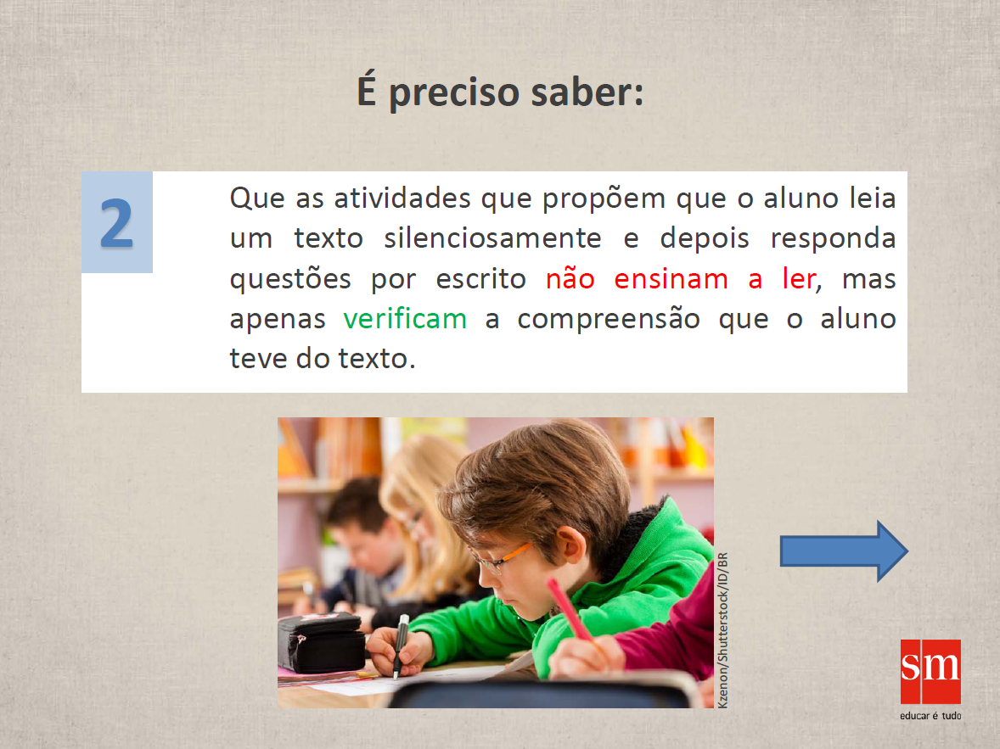 É preciso saber:
2
Que as atividades que propõem que o aluno leia
um texto silenciosamente e depois responda
questões por escrito não ensinam a ler, mas
apenas verificam a compreensão que o aluno
teve do texto.
Kzenon/Shutterstock/ID/BR
sm
educar é tudo